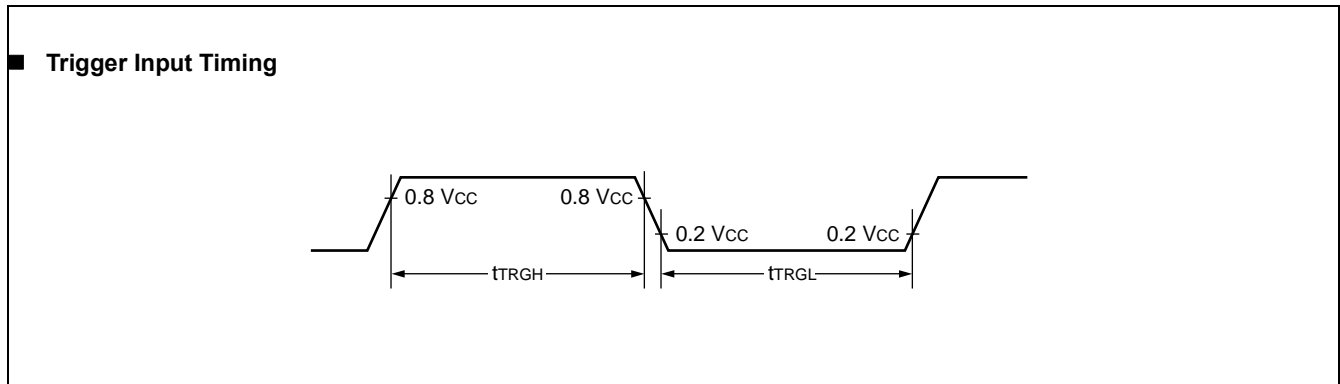 ■ Trigger Input Timing
0.8 VCC 0.8 VCC
0.2 VCC 0.2 VCC
tTRGH tTRGL